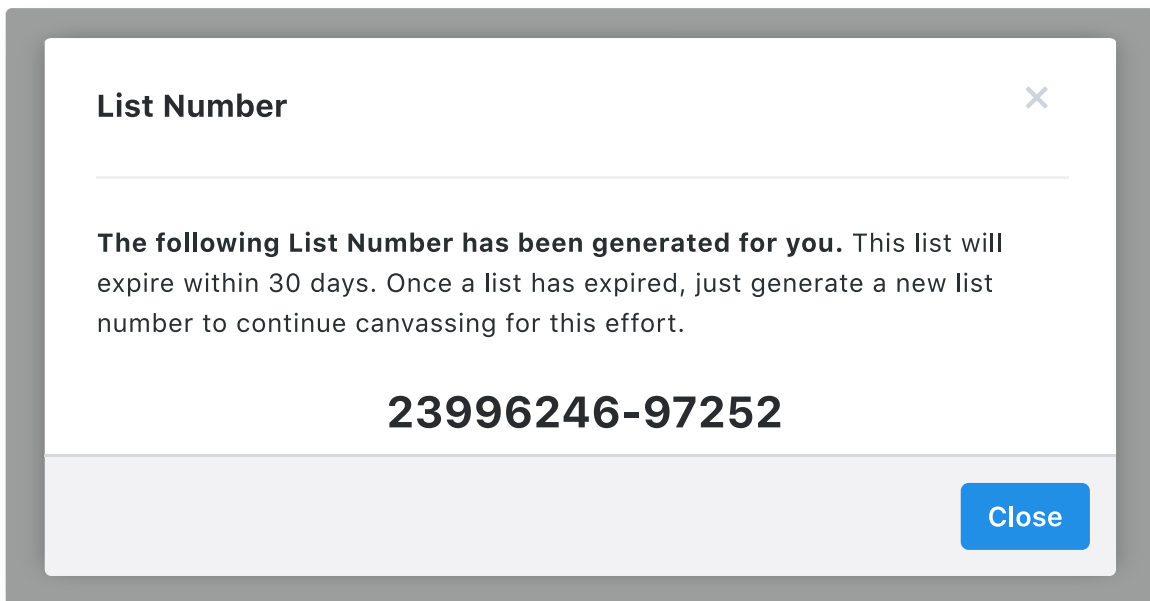 List Number
The following List Number has been generated for you. This list will
expire within 30 days. Once a list has expired, just generate a new list
number to continue canvassing for this effort.
23996246-97252
Close